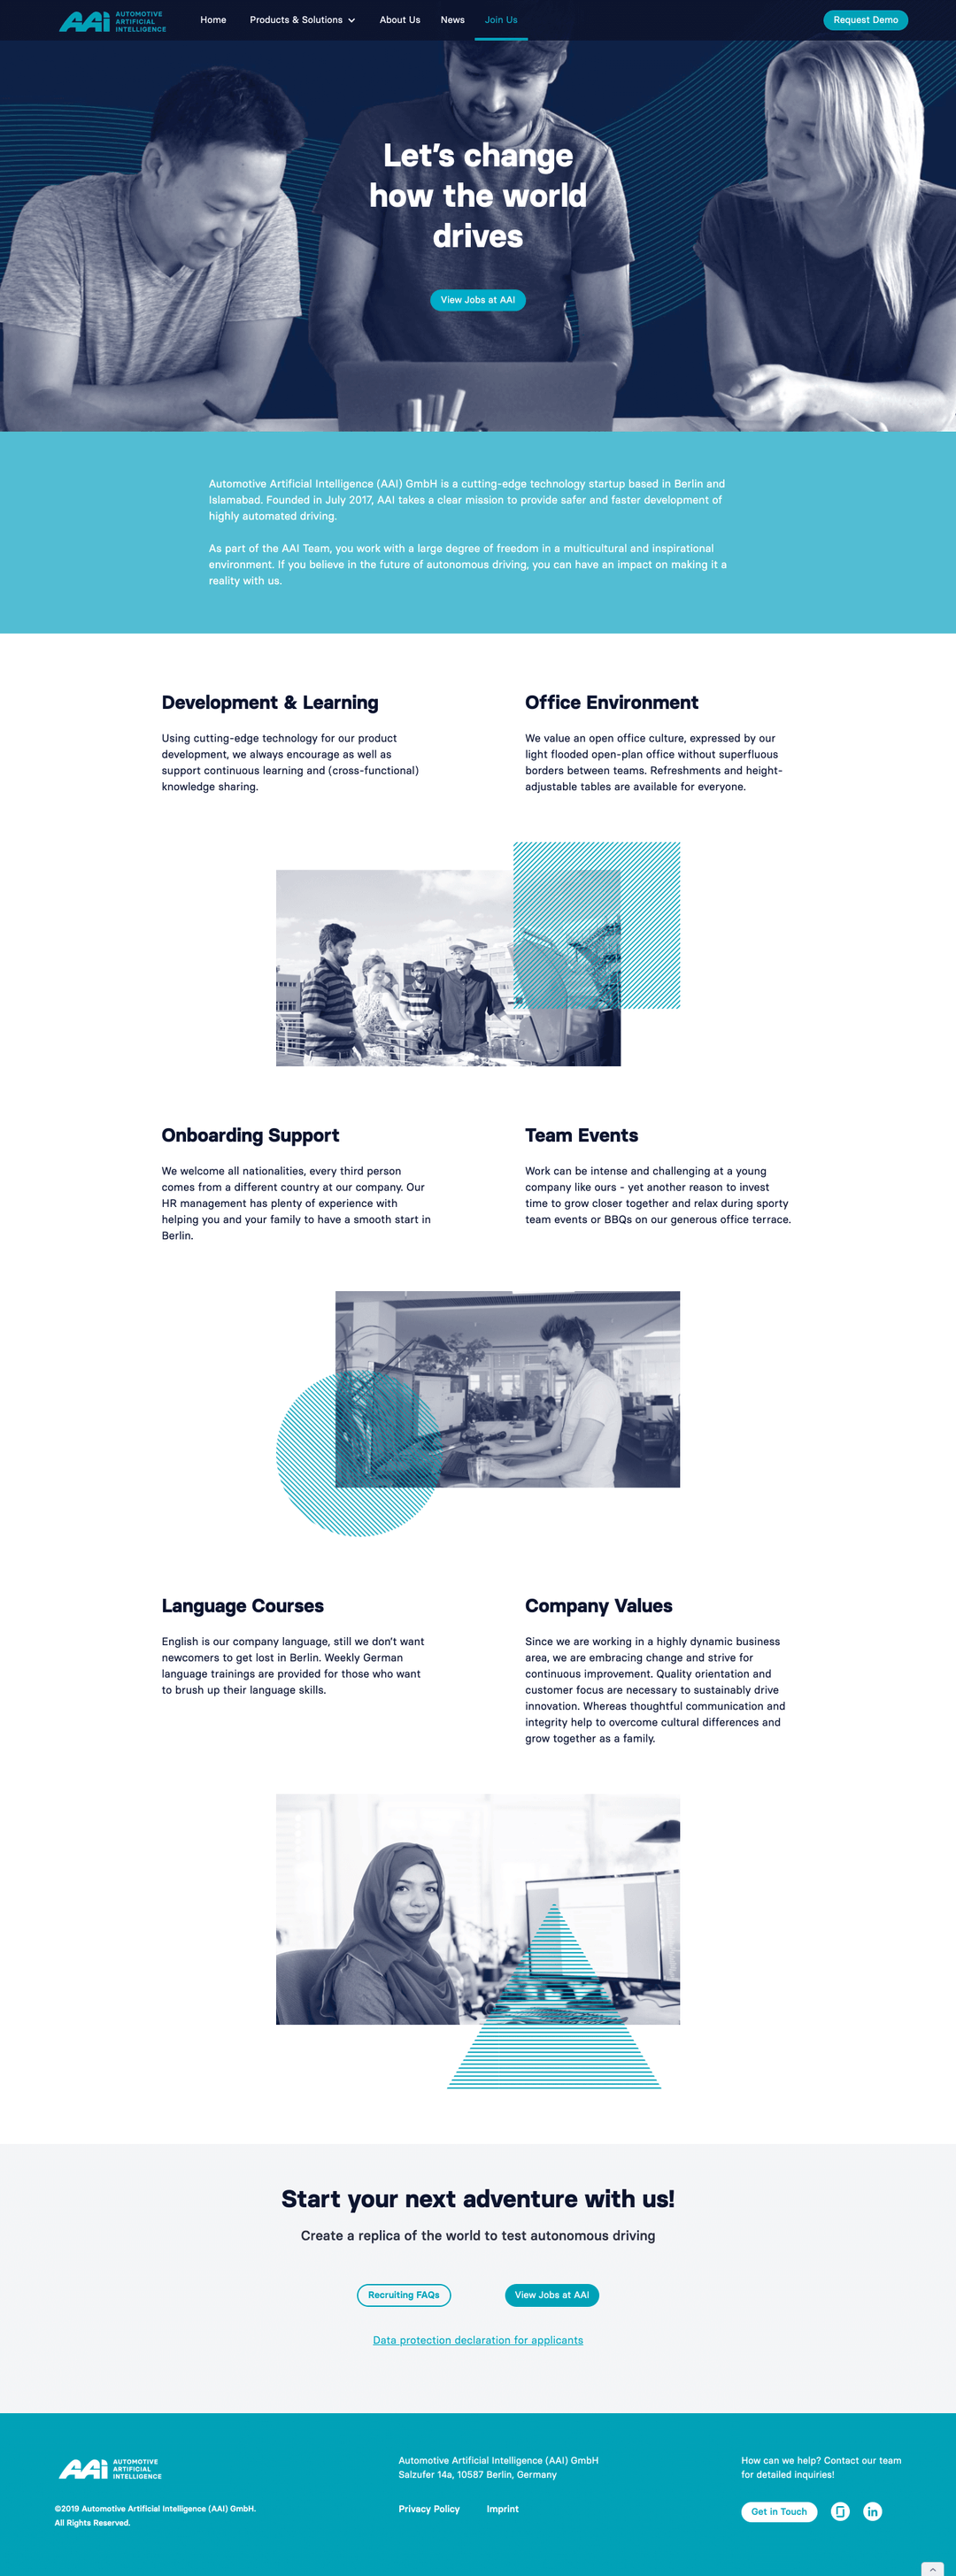 AAi AUTOMOTIVE
ARTIFICIAL
INTELLIGENCE
Home
Products & Solutions
About Us
News
Join Us
Request Demo
Let's change
how the world
drives
View Jobs at AAI
Automotive Artificial Intelligence (AAI) GmbH is a cutting-edge technology startup based in Berlin and
Islamabad. Founded in July 2017, AAI takes a clear mission to provide safer and faster development of
highly automated driving.
As part of the AAI Team, you work with a large degree of freedom in a multicultural and inspirational
environment. If you believe in the future of autonomous driving, you can have an impact on making it a
reality with us.
Development & Learning
Using cutting-edge technology for our product
development, we always encourage as well as
support continuous learning and (cross-functional)
knowledge sharing.
Office Environment
We value an open office culture, expressed by our
light flooded open-plan office without superfluous
borders between teams. Refreshments and height-
adjustable tables are available for everyone.
Onboarding Support
We welcome all nationalities, every third person
comes from a different country at our company. Our
HR management has plenty of experience with
helping you and your family to have a smooth start in
Berlin.
Team Events
Work can be intense and challenging at a young
company like ours - yet another reason to invest
time to grow closer together and relax during sporty
team events or BBQs on our generous office terrace.
Language Courses
English is our company language, still we don't want
newcomers to get lost in Berlin. Weekly German
language trainings are provided for those who want
to brush up their language skills.
Company Values
Since we are working in a highly dynamic business
area, we are embracing change and strive for
continuous improvement. Quality orientation and
customer focus are necessary to sustainably drive
innovation. Whereas thoughtful communication and
integrity help to overcome cultural differences and
grow together as a family.
Start your next adventure with us!
Create a replica of the world to test autonomous driving
Recruiting FAQs
View Jobs at AAI
Data protection declaration for applicants
AAi AUTOMOTIVE
ARTIFICIAL
INTELLIGENCE
©2019 Automotive Artificial Intelligence (AAI) GmbH.
All Rights Reserved.
Automotive Artificial Intelligence (AAI) GmbH
Salzufer 14a, 10587 Berlin, Germany
Privacy Policy
Imprint
How can we help? Contact our team
for detailed inquiries!
Get in Touch
in